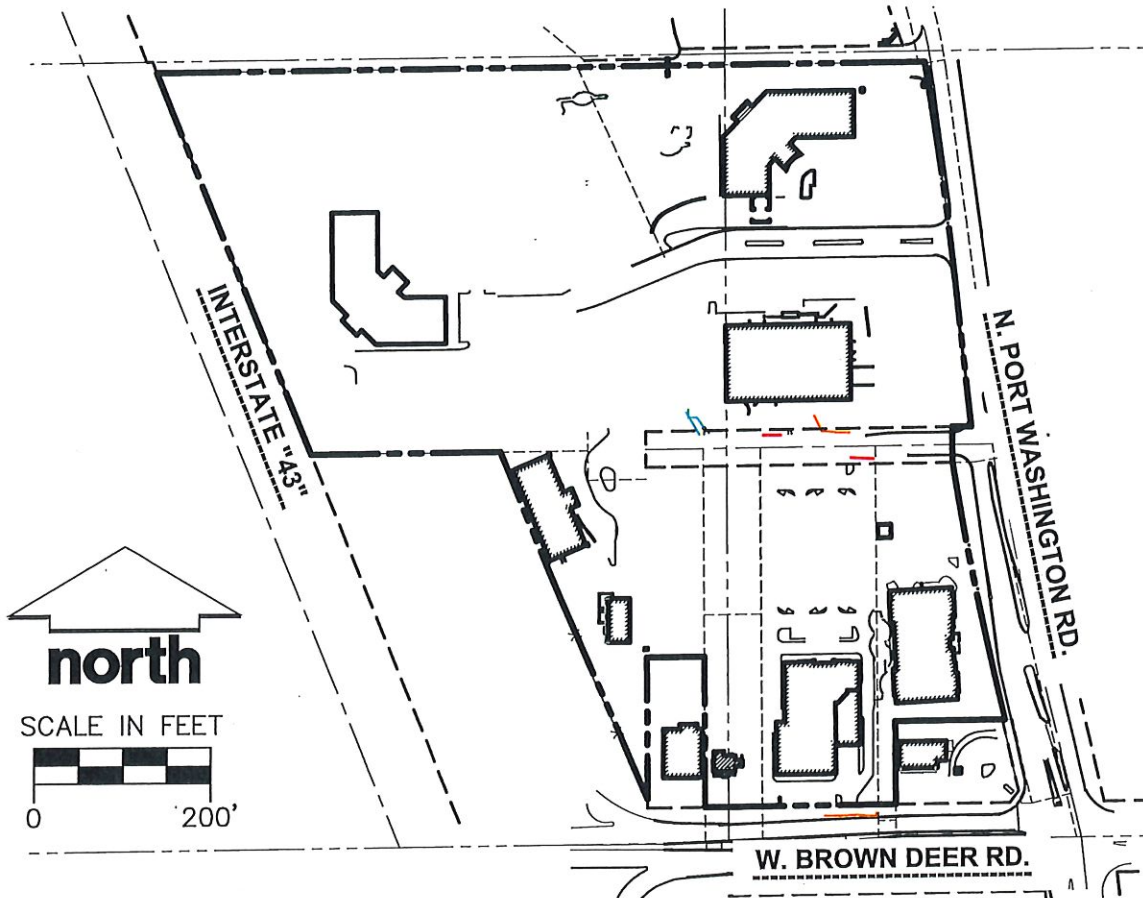 INTERSTATE "43"
N. PORT WASHINGTON RD.
north
SCALE IN FEET
0 200'
W. BROWN DEER RD.